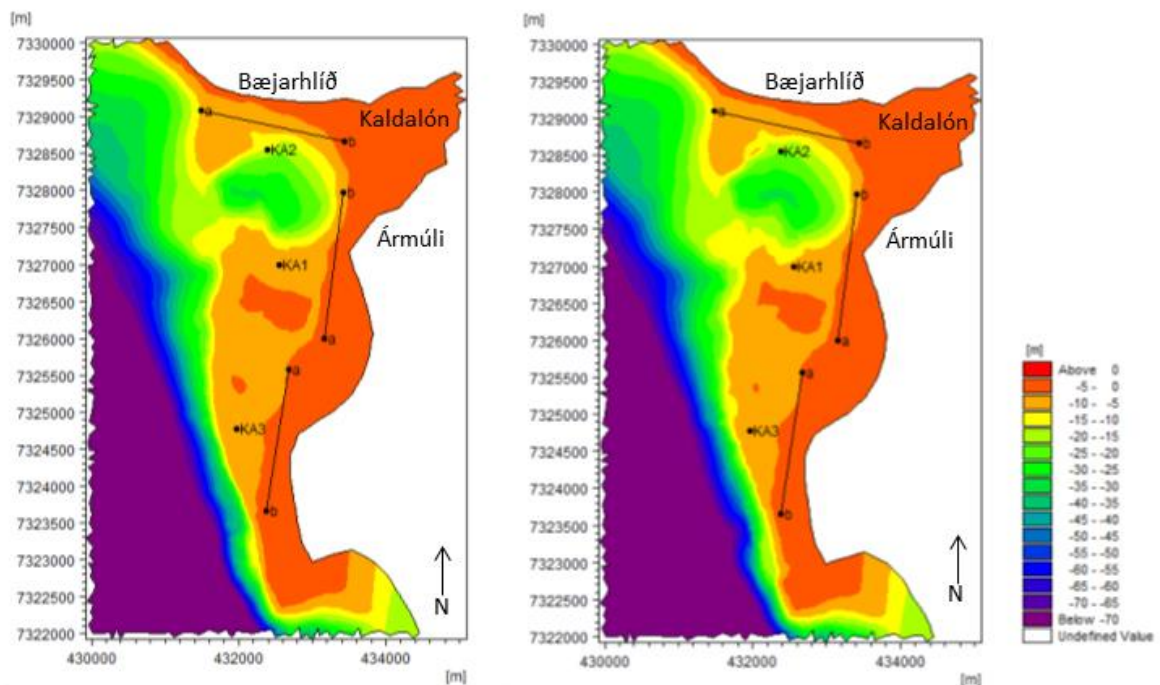 [m]
7330000
7329500
7329000
7328500
7328000
7327500
7327000
7326500
7326000
7325500
7325000
7324500
7324000
7323500
7323000
7322500
7322000
430000 432000 434000
[m]
Bæjarhlíð
Kaldalón
Ármúli
a
b
KA2
b
KA1
a
a
KA3
b
N
[m]
7330000
7329500
7329000
7328500
7328000
7327500
7327000
7326500
7326000
7325500
7325000
7324500
7324000
7323500
7323000
7322500
7322000
430000 432000 434000
[m]
Bæjarhlíð
Kaldalón
Ármúli
a
b
KA2
b
KA1
a
a
KA3
b
N
[m]
Above 0
-5 - 0
-10 - -5
-15 - -10
-20 - -15
-25 - -20
-30 - -25
-35 - -30
-40 - -35
-45 - -40
-50 - -45
-55 - -50
-60 - -55
-65 - -60
-70 - -65
Below -70
Undefined Value